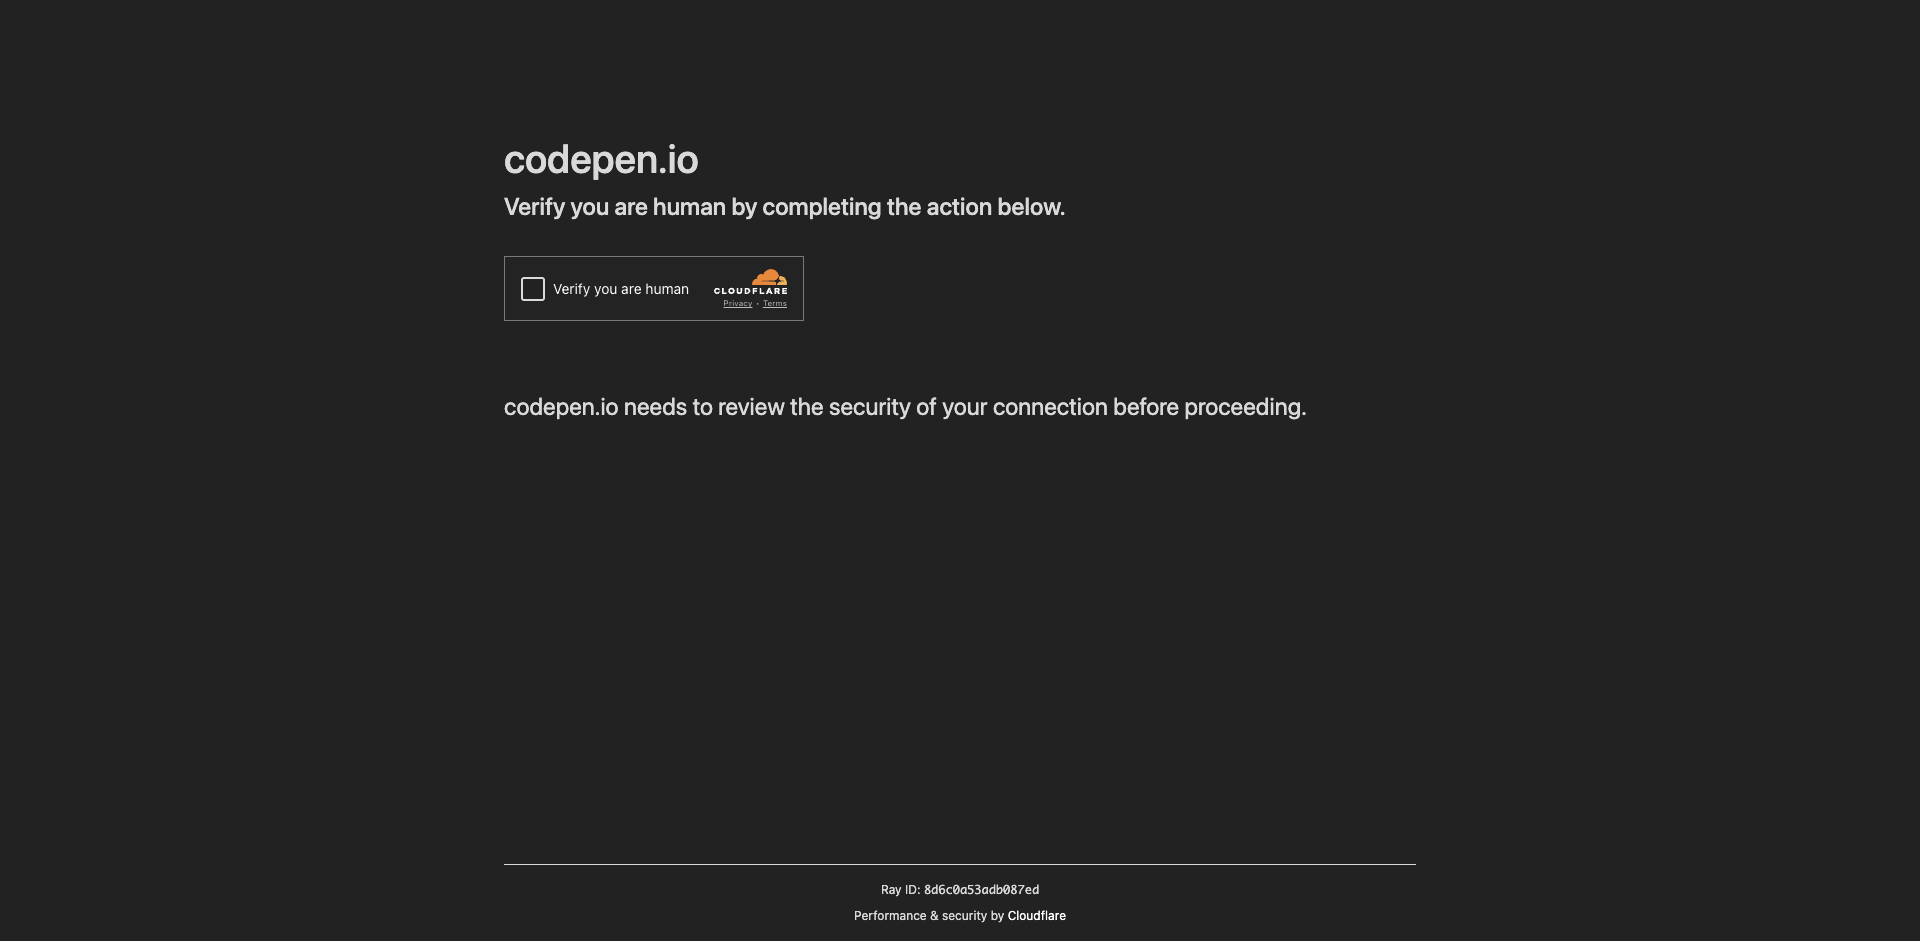 codepen.io
Verify you are human by completing the action below.
Verify you are human
CLOUDFLARE
Privacy • Terms
codepen.io needs to review the security of your connection before proceeding.
Ray ID: 8d6c0a53adb087ed
Performance & security by Cloudflare